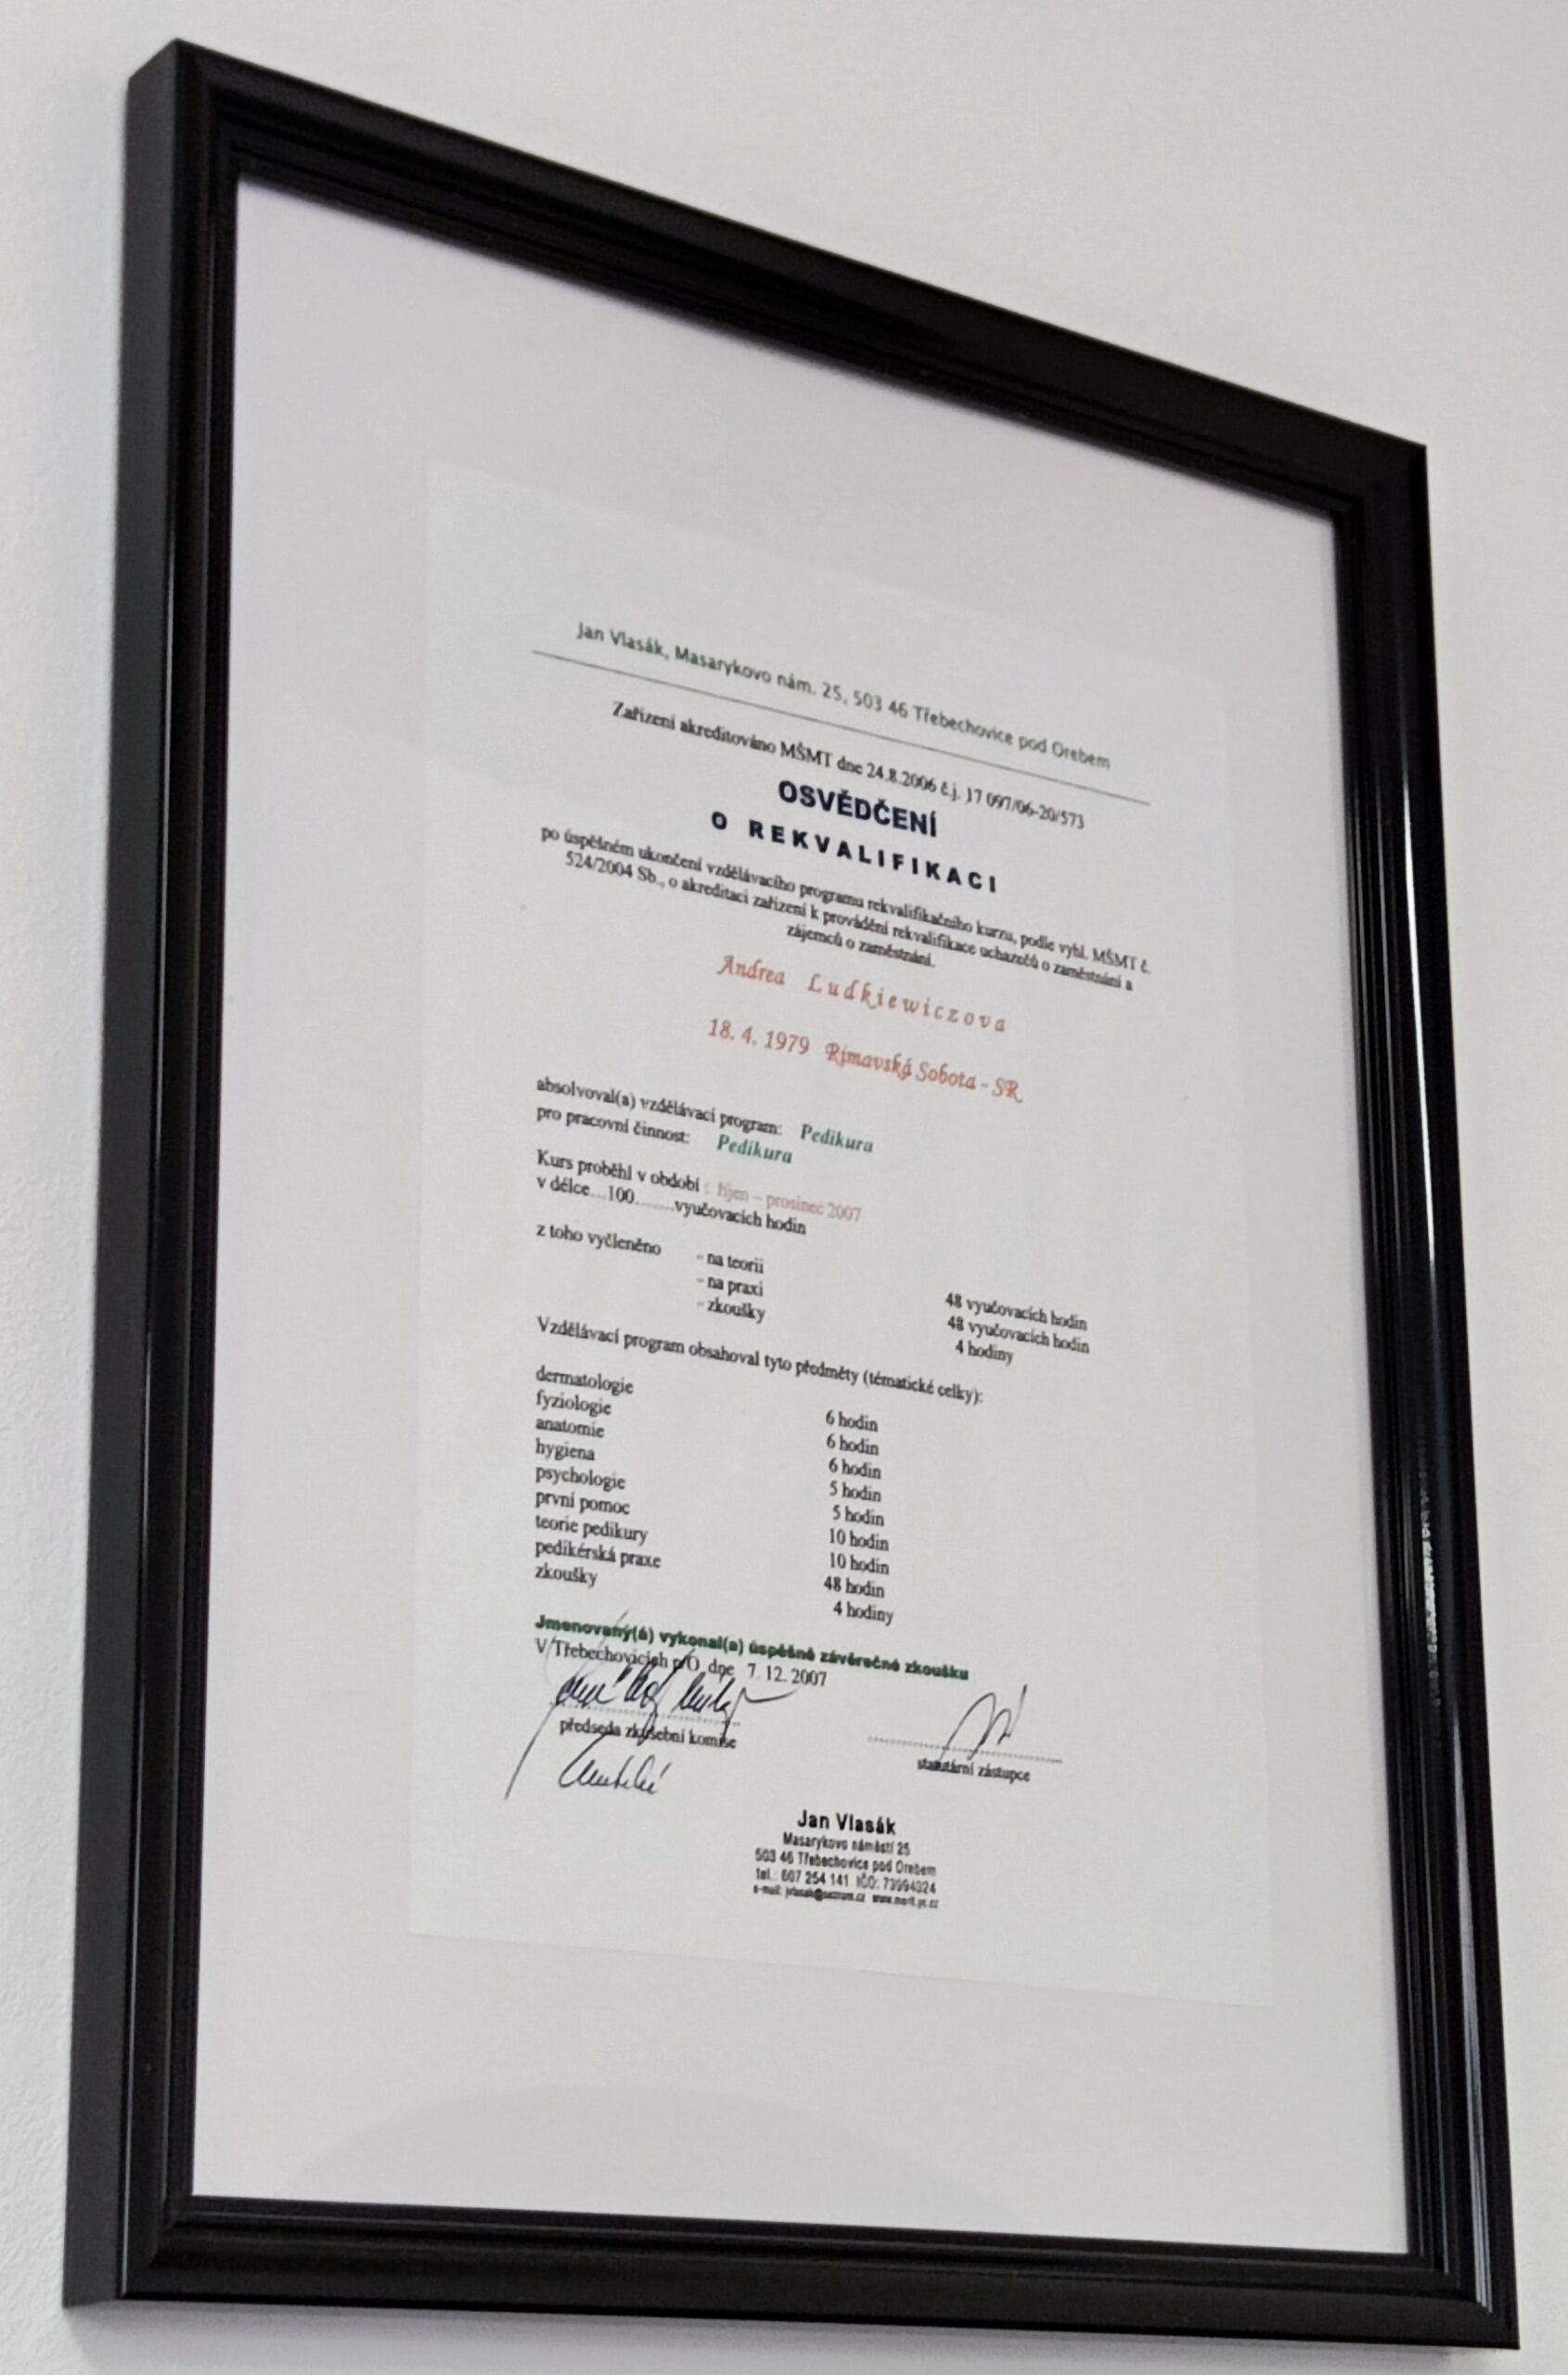 Jan Vlasák, Masarykovo nám. 25, 503 46 Třebechovice pod Orebem
Zařízení akreditováno MŠMT dne 24.8.2006 č.j. 17 097/06-20/573
OSVĚDČENÍ
O REKVALIFIKACI
po úspěšném ukončení vzdělávacího programu rekvalifikačního kurzu, podle vyhl. MŠMT č.
524/2004 Sb., o akreditaci zařízení k provádění rekvalifikace uchazečů o zaměstnání a
zájemců o zaměstnání.
Andrea Ludkiewiczova
18. 4. 1979 Rimavská Sobota - SR
absolvoval(a) vzdělávací program: Pedikura
pro pracovní činnost: Pedikura
Kurs proběhl v období : říjen – prosinec 2007
v délce...100........vyučovacích hodin
z toho vyčleněno - na teorii 48 vyučovacích hodin
- na praxi 48 vyučovacích hodin
- zkoušky 4 hodiny
Vzdělávací program obsahoval tyto předměty (tématické celky):
dermatologie 6 hodin
fyziologie 6 hodin
anatomie 6 hodin
hygiena 5 hodin
psychologie 5 hodin
první pomoc 10 hodin
teorie pedikury 10 hodin
pedikérská praxe 48 hodin
zkoušky 4 hodiny
Jmenovaný(á) vykonal(a) úspěšně závěrečné zkoušku
V Třebechovicích p/O dne 7. 12. 2007
předseda zkušební komise
statutární zástupce
Jan Vlasák
Masarykovo náměstí 25
503 46 Třebechovice pod Orebem
tel.: 607 254 141 IČO: 73994324
e-mail: